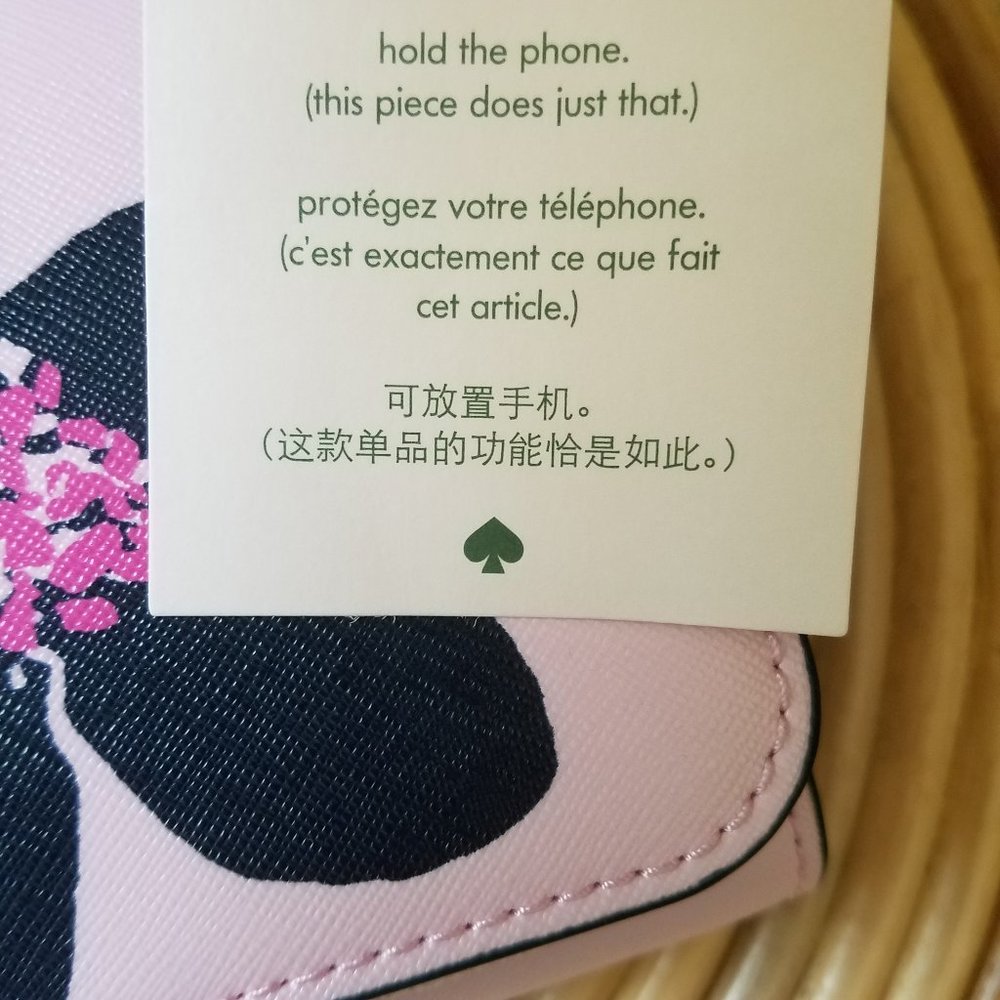 hold the phone.
(this piece does just that.)
protégez votre téléphone.
(c'est exactement ce que fait
cet article.)
可放置手机。
（这款单品的功能恰是如此。）